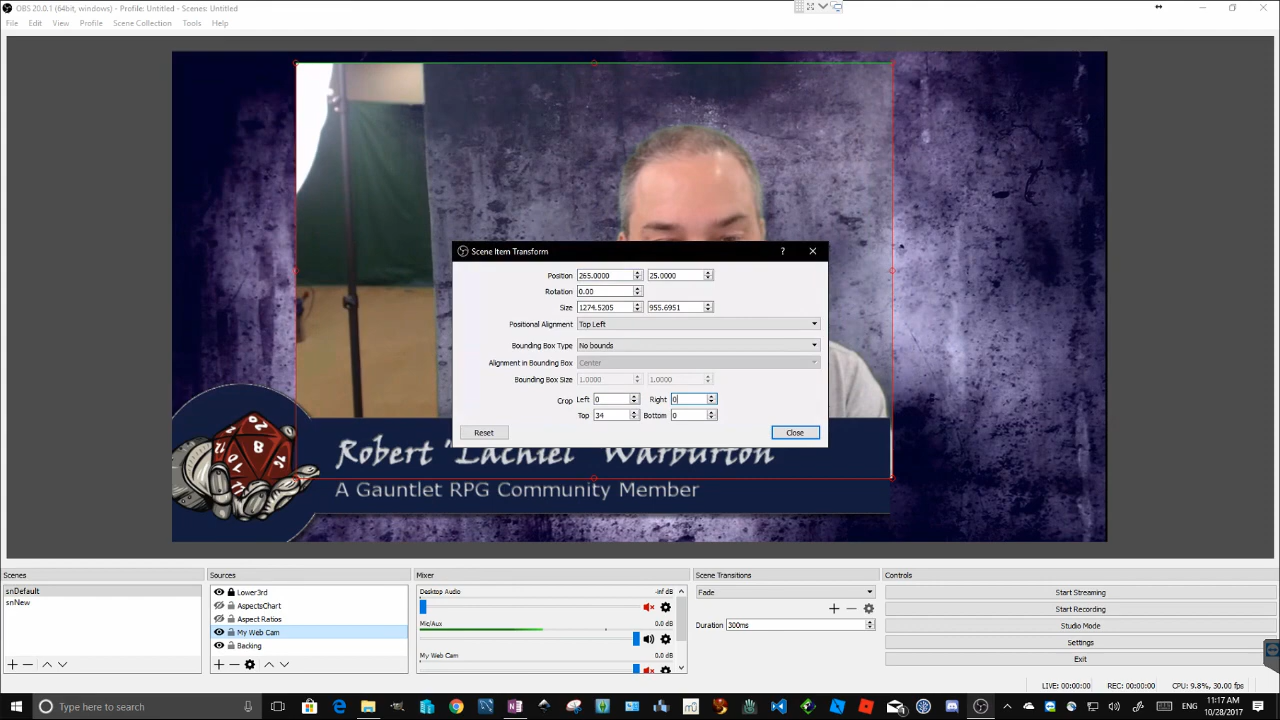 OBS 20.0.1 (64bit, windows) - Profile: Untitled - Scenes: Untitled
File Edit View Profile Scene Collection Tools Help
Scene Item Transform ?
Position 265.0000 25.0000
Rotation 0.00
Size 1274.5205 955.6951
Positional Alignment Top Left
Bounding Box Type No bounds
Alignment in Bounding Box Center
Bounding Box Size 1.0000 1.0000
Crop Left 0 Right 0
Top 34 Bottom 0
Reset Close
Robert "Lachiel" Warburton
A Gauntlet RPG Community Member
Scenes
snDefault
snNew
Sources
Lower3rd
AspectsChart
Aspect Ratios
My Web Cam
Backing
Mixer
Desktop Audio -inf dB
Mic/Aux 0.0 dB
My Web Cam 0.0 dB
Scene Transitions
Fade
Duration 300ms
Controls
Start Streaming
Start Recording
Studio Mode
Settings
Exit
LIVE: 00:00:00 REC: 00:00:00 CPU: 9.8%, 30.00 fps
Type here to search
11:17 AM
10/28/2017